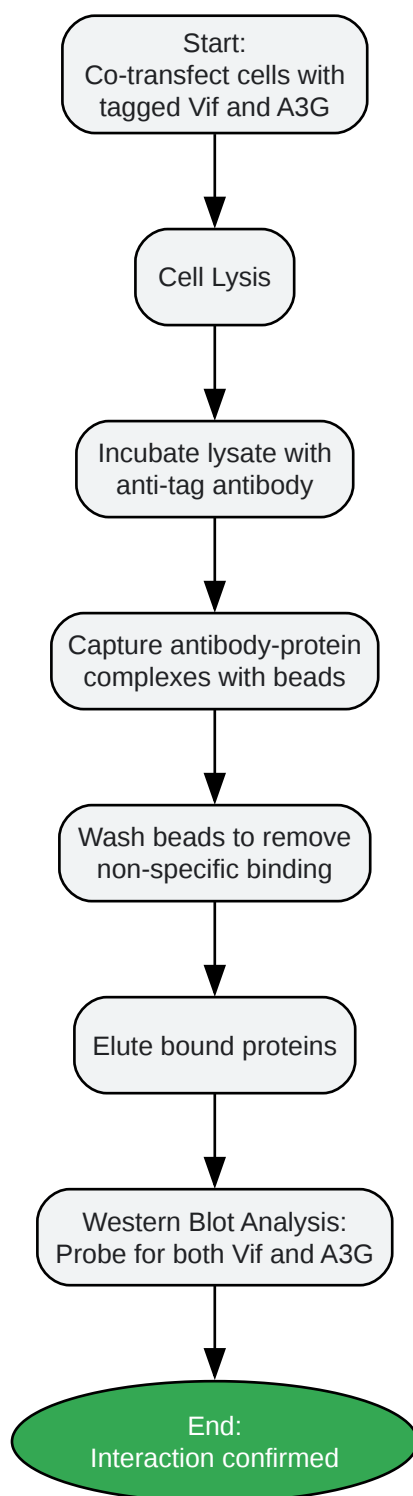 Start:
Co-transfect cells with
tagged Vif and A3G
Cell Lysis
Incubate lysate with
anti-tag antibody
Capture antibody-protein
complexes with beads
Wash beads to remove
non-specific binding
Elute bound proteins
Western Blot Analysis:
Probe for both Vif and A3G
End:
Interaction confirmed